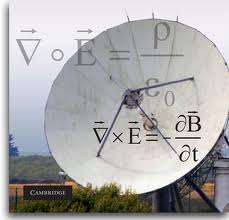 ∇⃗ ∘ E⃗ = ρ / ε₀
∇⃗ × E⃗ = − ∂B⃗ / ∂t
CAMBRIDGE